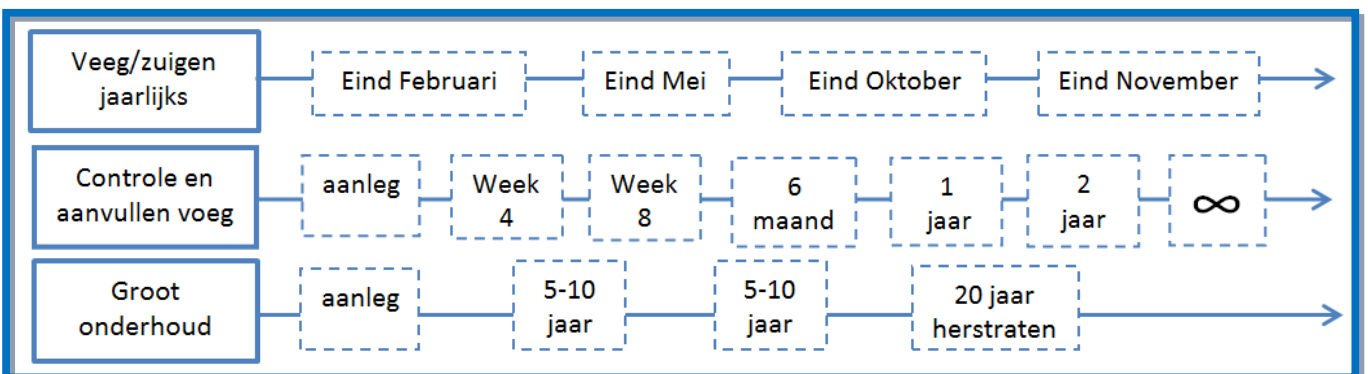 Veeg/zuigen
jaarlijks
Eind Februari
Eind Mei
Eind Oktober
Eind November
Controle en
aanvullen voeg
aanleg
Week
4
Week
8
6
maand
1
jaar
2
jaar
∞
Groot
onderhoud
aanleg
5-10
jaar
5-10
jaar
20 jaar
herstraten